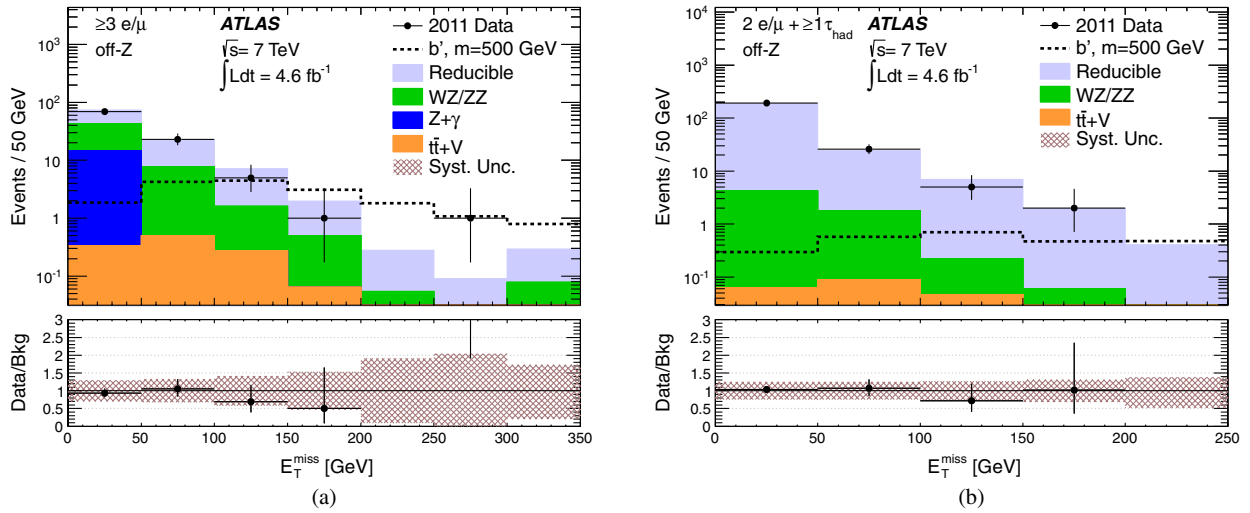 ≥3 e/μ
off-Z
ATLAS
√s= 7 TeV
∫Ldt = 4.6 fb⁻¹
2011 Data
b', m=500 GeV
Reducible
WZ/ZZ
Z+γ
tt̄+V
Syst. Unc.
Events / 50 GeV
10³
10²
10
1
10⁻¹
Data/Bkg
3
2.5
2
1.5
1
0.5
0
0 50 100 150 200 250 300 350
E_T^miss [GeV]
(a)
2 e/μ + ≥1τ_had
off-Z
ATLAS
√s= 7 TeV
∫Ldt = 4.6 fb⁻¹
2011 Data
b', m=500 GeV
Reducible
WZ/ZZ
tt̄+V
Syst. Unc.
Events / 50 GeV
10⁴
10³
10²
10
1
10⁻¹
Data/Bkg
3
2.5
2
1.5
1
0.5
0
0 50 100 150 200 250
E_T^miss [GeV]
(b)